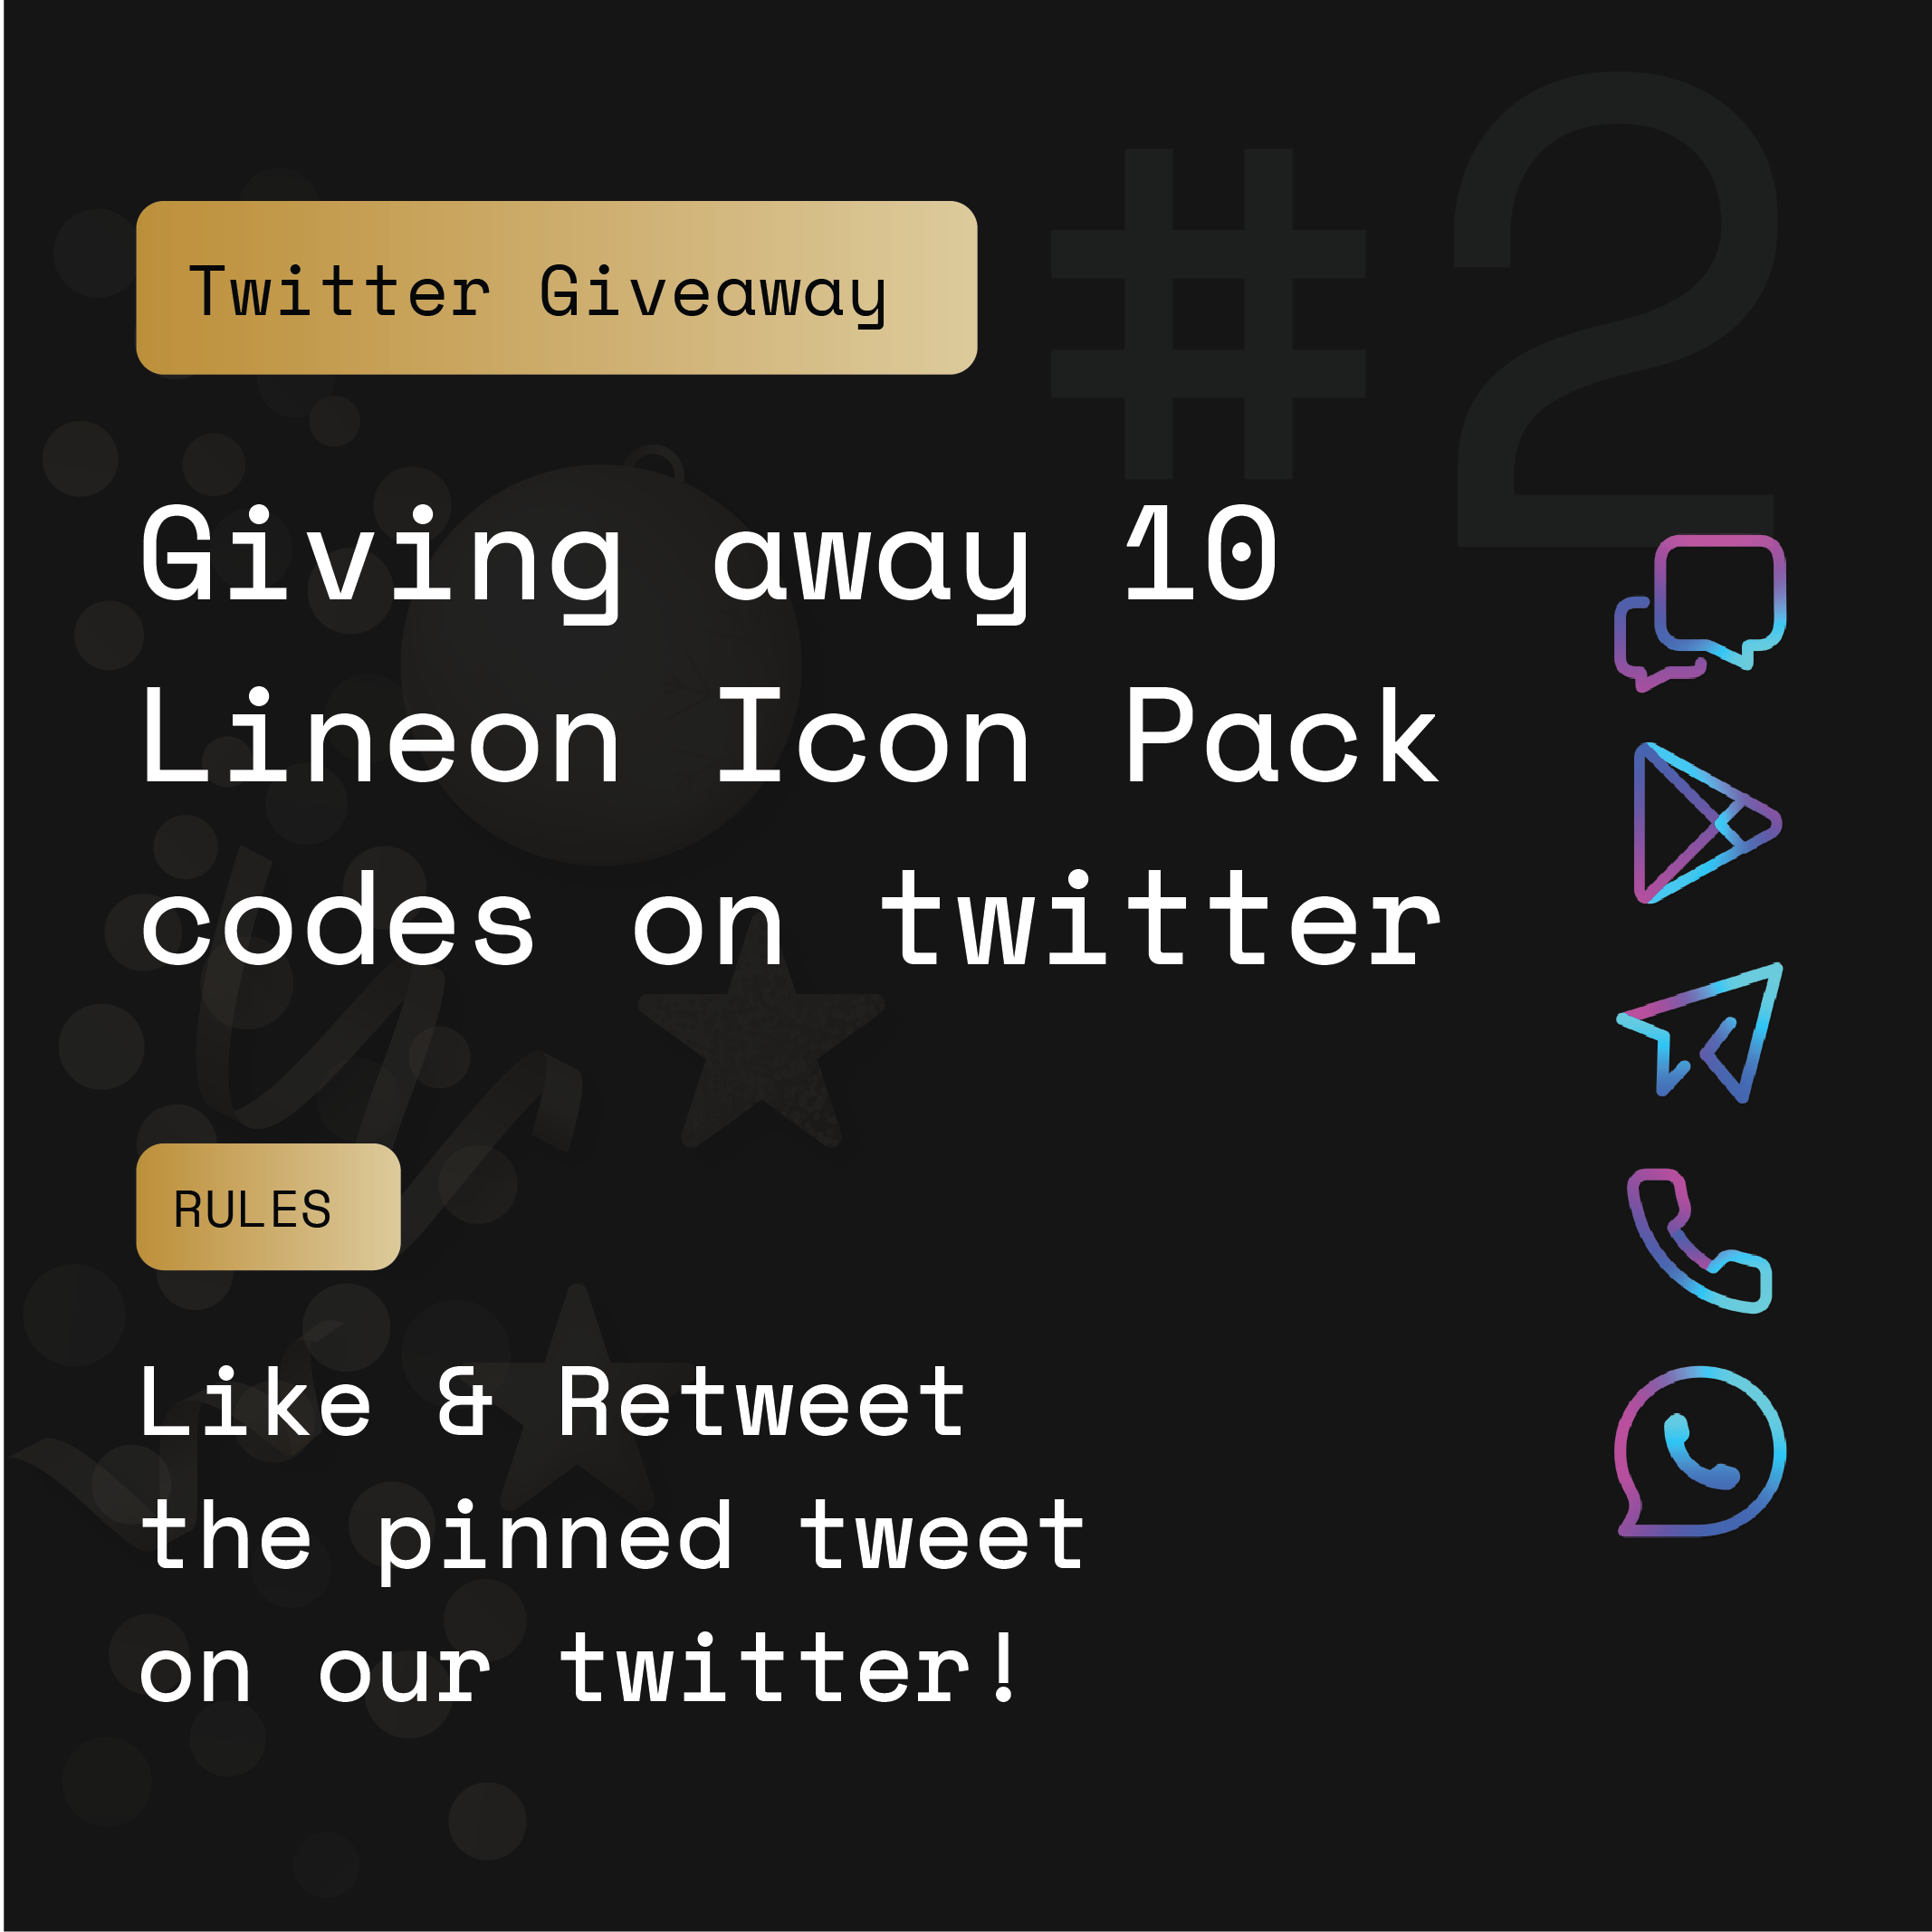 #2
Twitter Giveaway
Giving away 10
Lineon Icon Pack
codes on twitter
RULES
Like & Retweet
the pinned tweet
on our twitter!